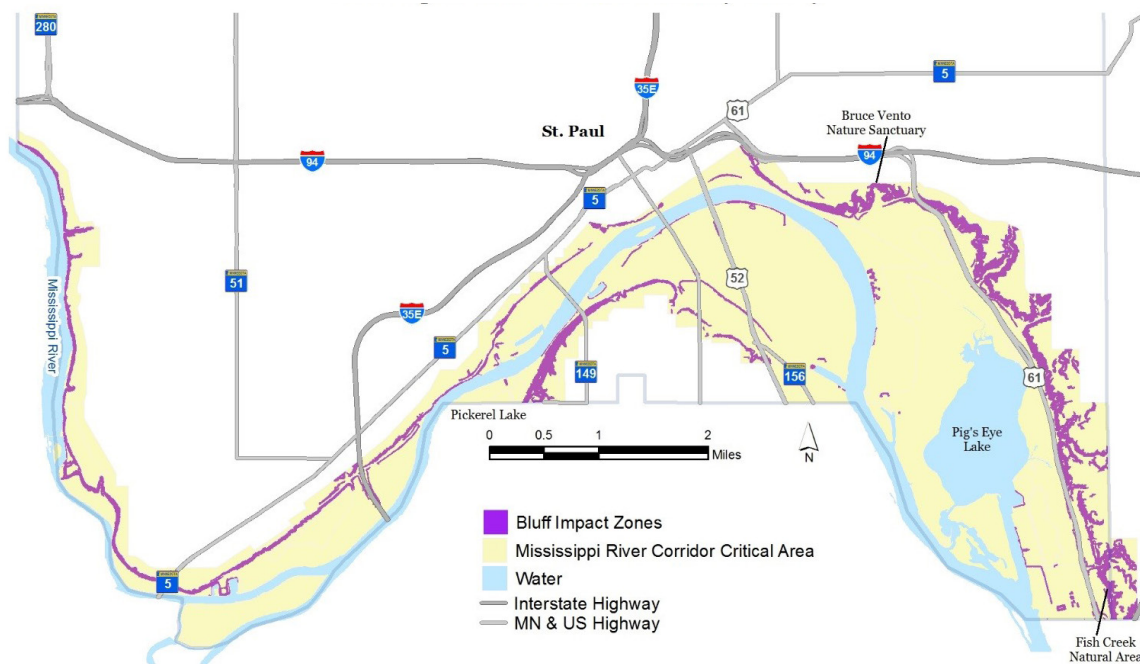 280
35E
5
61
Bruce Vento
Nature Sanctuary
St. Paul
94
94
5
Mississippi River
51
52
35E
5
149
156
61
Pickerel Lake
Pig's Eye
Lake
0 0.5 1 2
Miles
N
Bluff Impact Zones
Mississippi River Corridor Critical Area
Water
Interstate Highway
MN & US Highway
5
Fish Creek
Natural Area